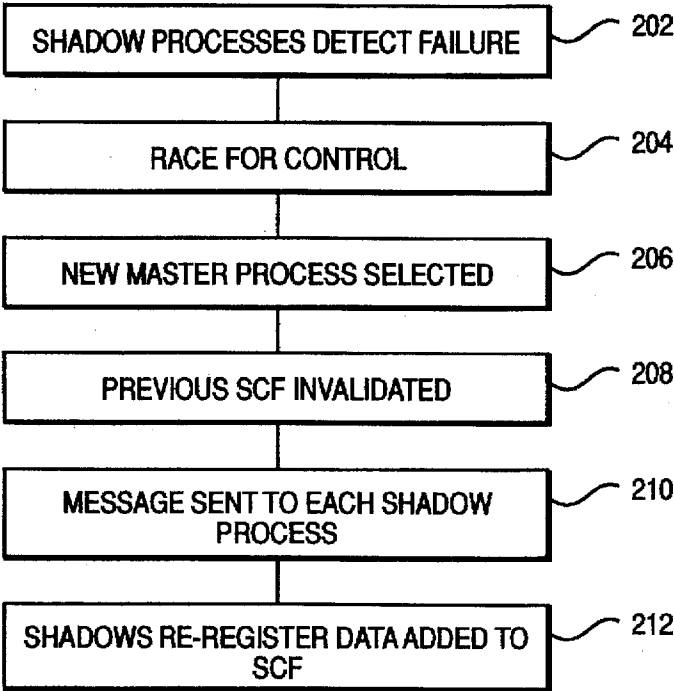 SHADOW PROCESSES DETECT FAILURE
202
RACE FOR CONTROL
204
NEW MASTER PROCESS SELECTED
206
PREVIOUS SCF INVALIDATED
208
MESSAGE SENT TO EACH SHADOW
PROCESS
210
SHADOWS RE-REGISTER DATA ADDED TO
SCF
212